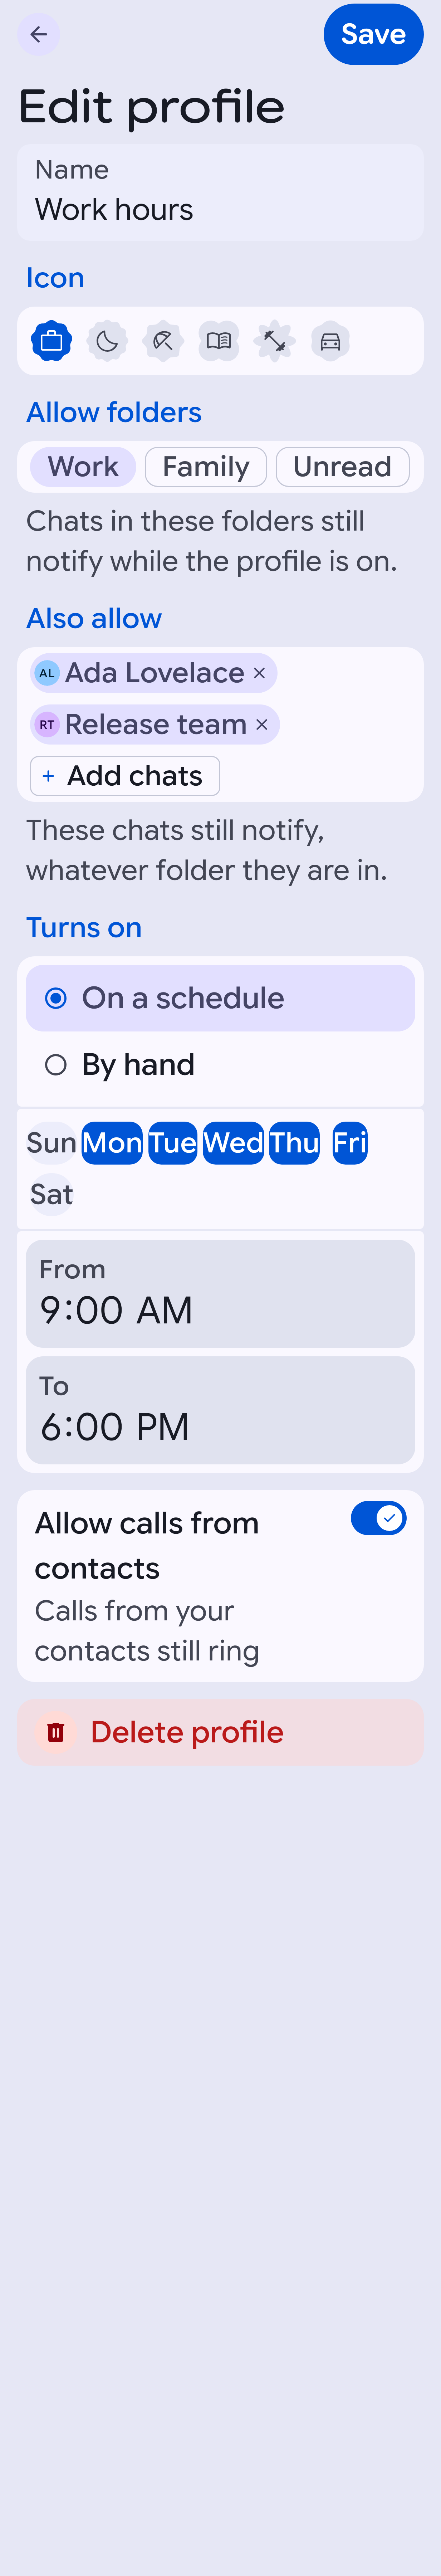 Save
Edit profile
Name
Work hours
Icon
Allow folders
Work Family Unread
Chats in these folders still
notify while the profile is on.
Also allow
AL Ada Lovelace ×
RT Release team ×
+ Add chats
These chats still notify,
whatever folder they are in.
Turns on
On a schedule
By hand
Sun Mon Tue Wed Thu Fri
Sat
From
9:00 AM
To
6:00 PM
Allow calls from
contacts
Calls from your
contacts still ring
Delete profile